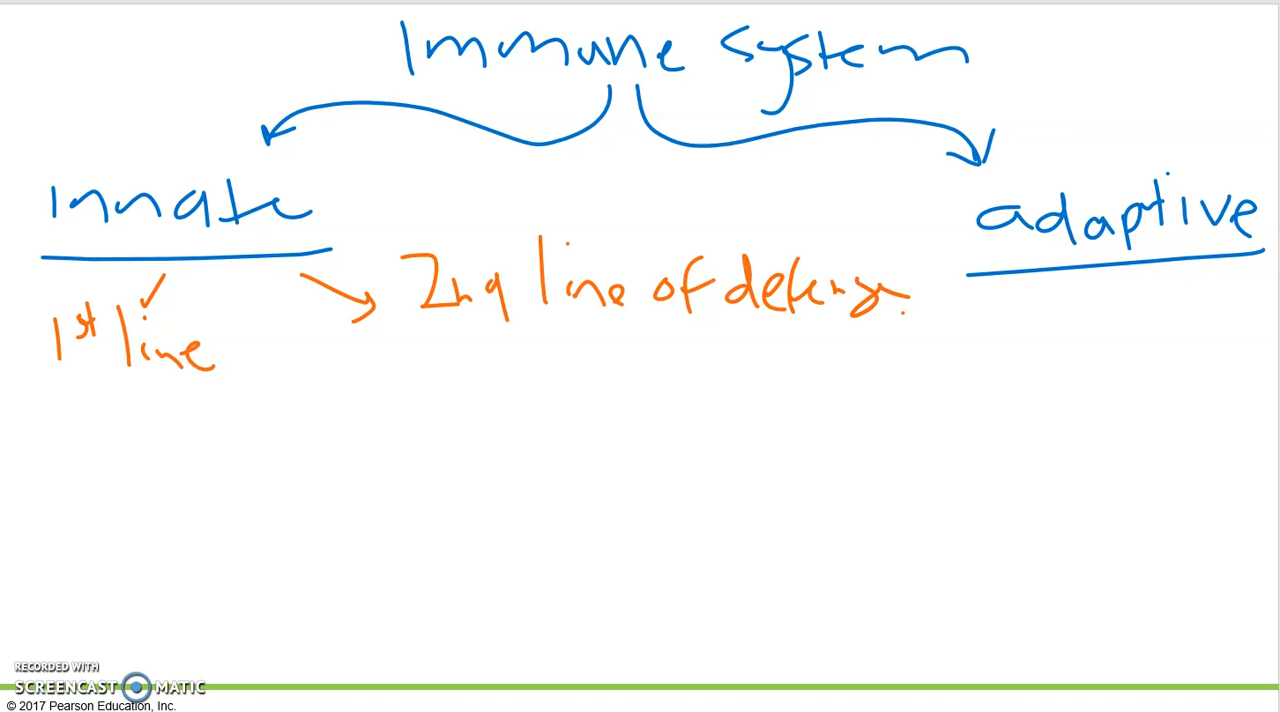 Immune system
innate
adaptive
1st line
2nd line of defense.
RECORDED WITH
SCREENCAST MATIC
© 2017 Pearson Education, Inc.